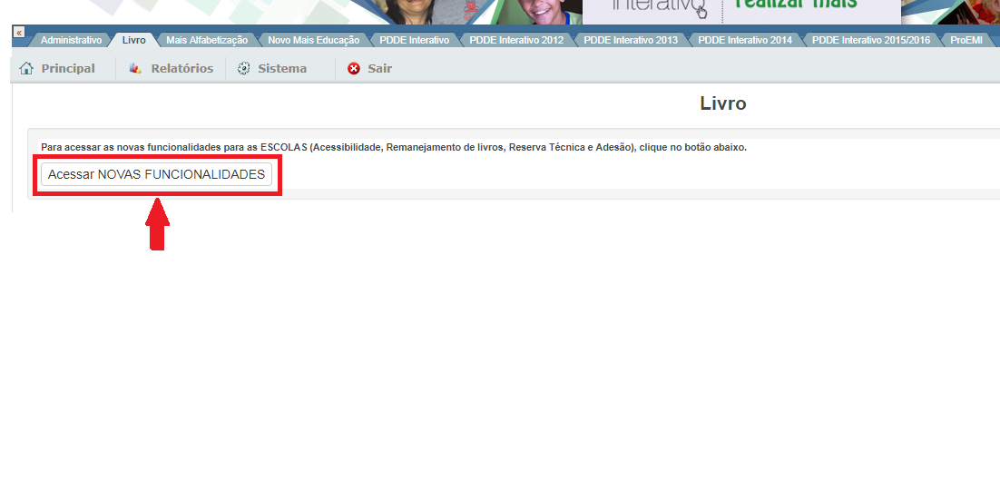 interativo realizar mais
«
Administrativo Livro Mais Alfabetização Novo Mais Educação PDDE Interativo PDDE Interativo 2012 PDDE Interativo 2013 PDDE Interativo 2014 PDDE Interativo 2015/2016 ProEMI
Principal Relatórios Sistema Sair
Livro
Para acessar as novas funcionalidades para as ESCOLAS (Acessibilidade, Remanejamento de livros, Reserva Técnica e Adesão), clique no botão abaixo.
Acessar NOVAS FUNCIONALIDADES